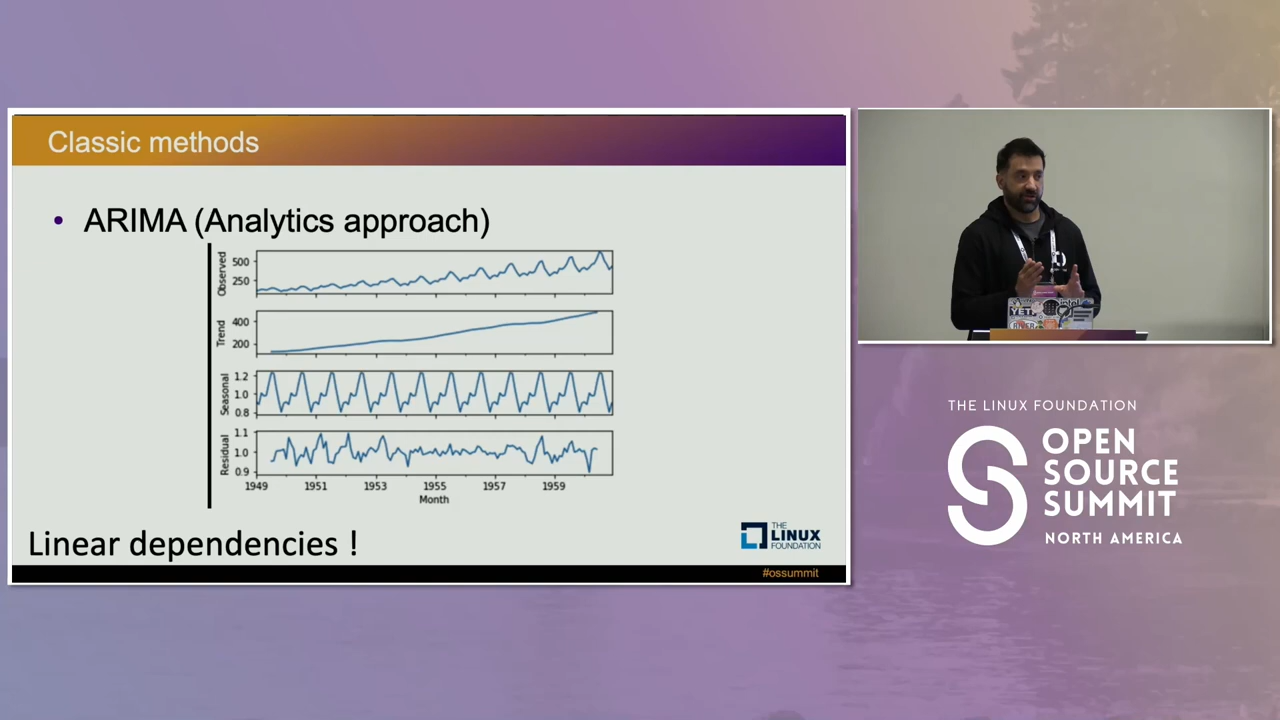 Classic methods
• ARIMA (Analytics approach)
Observed
500
250
Trend
400
200
Seasonal
1.2
1.0
0.8
Residual
1.1
1.0
0.9
1949 1951 1953 1955 1957 1959
Month
Linear dependencies !
THE
LINUX
FOUNDATION
#ossummit
YET
intel
THE LINUX FOUNDATION
OPEN
SOURCE
SUMMIT
NORTH AMERICA